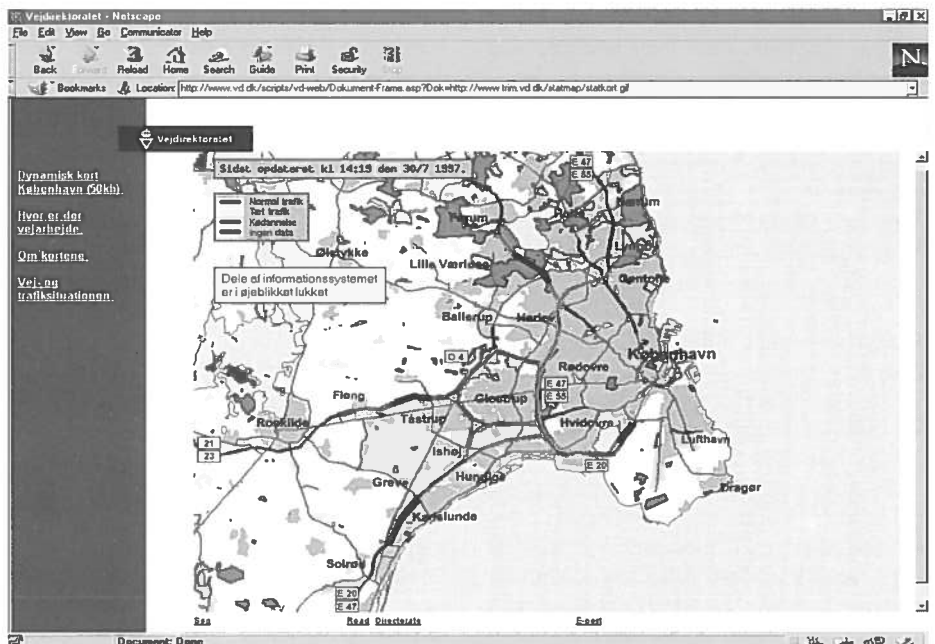 Vejdirektoratet - Netscape
File Edit View Go Communicator Help
Back Forward Reload Home Search Guide Print Security Stop
Bookmarks Location: http://www.vd.dk/scripts/vd-web/Dokument-Frame.asp?Dok=http://www.trim.vd.dk/statmap/statkort.gif
N
Vejdirektoratet
Dynamisk kort
København (50kb).
Hvor er der
vejarbejde.
Om kortene.
Vej- og
trafiksituationen.
Sidst opdateret kl 14:19 den 30/7 1997.
Normal trafik
Tæt trafik
Kødannelse
Ingen data
Dele af informationssystemet
er i øjeblikket lukket
E 47
E 55
Farum
Nærum
Ølstykke
Lille Værløse
Gentofte
Ballerup
Herlev
København
O 4
Rødovre
E 47
E 55
Fløng
Glostrup
Roskilde
Tåstrup
Hvidovre
21
23
Lufthavn
Ishøj
E 20
Greve
Hundige
Dragør
Karlslunde
Solrød
E 20
E 47
Road Directorate
Document: Done